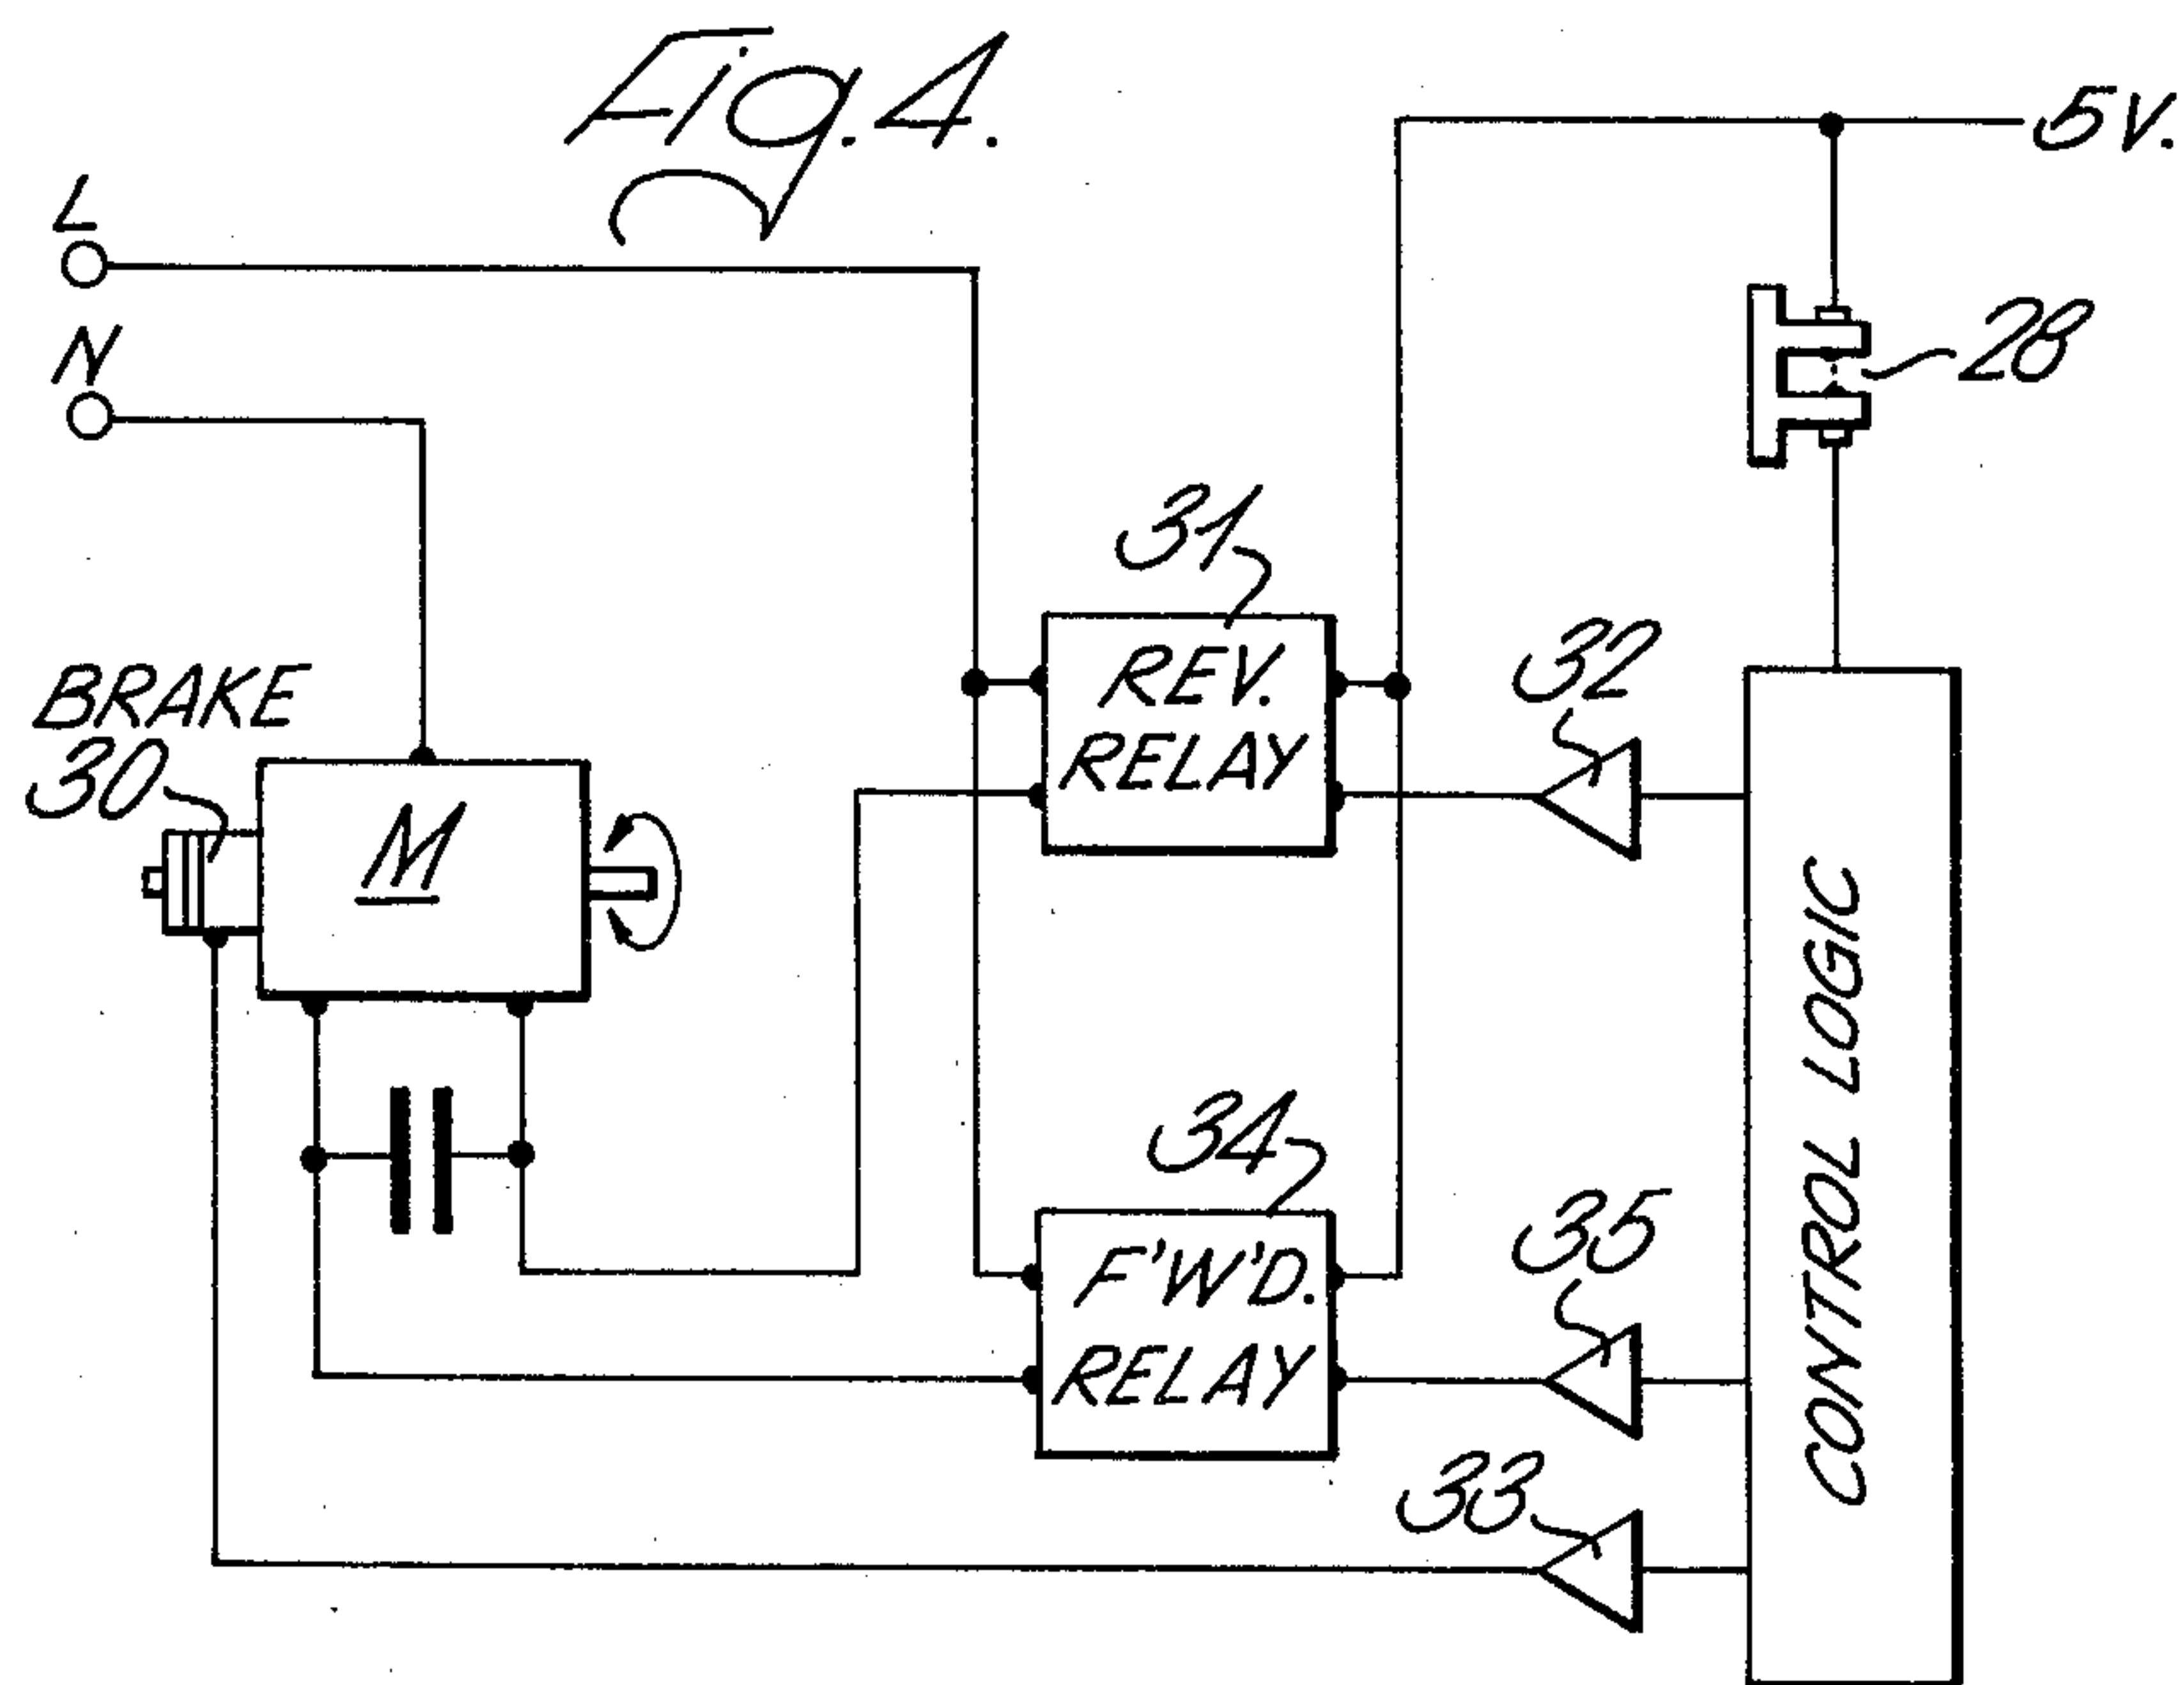 Fig. 4.
5V.
L
N
28
31
REV.
RELAY
32
BRAKE
30
M
34
F'W'D.
RELAY
35
33
CONTROL LOGIC